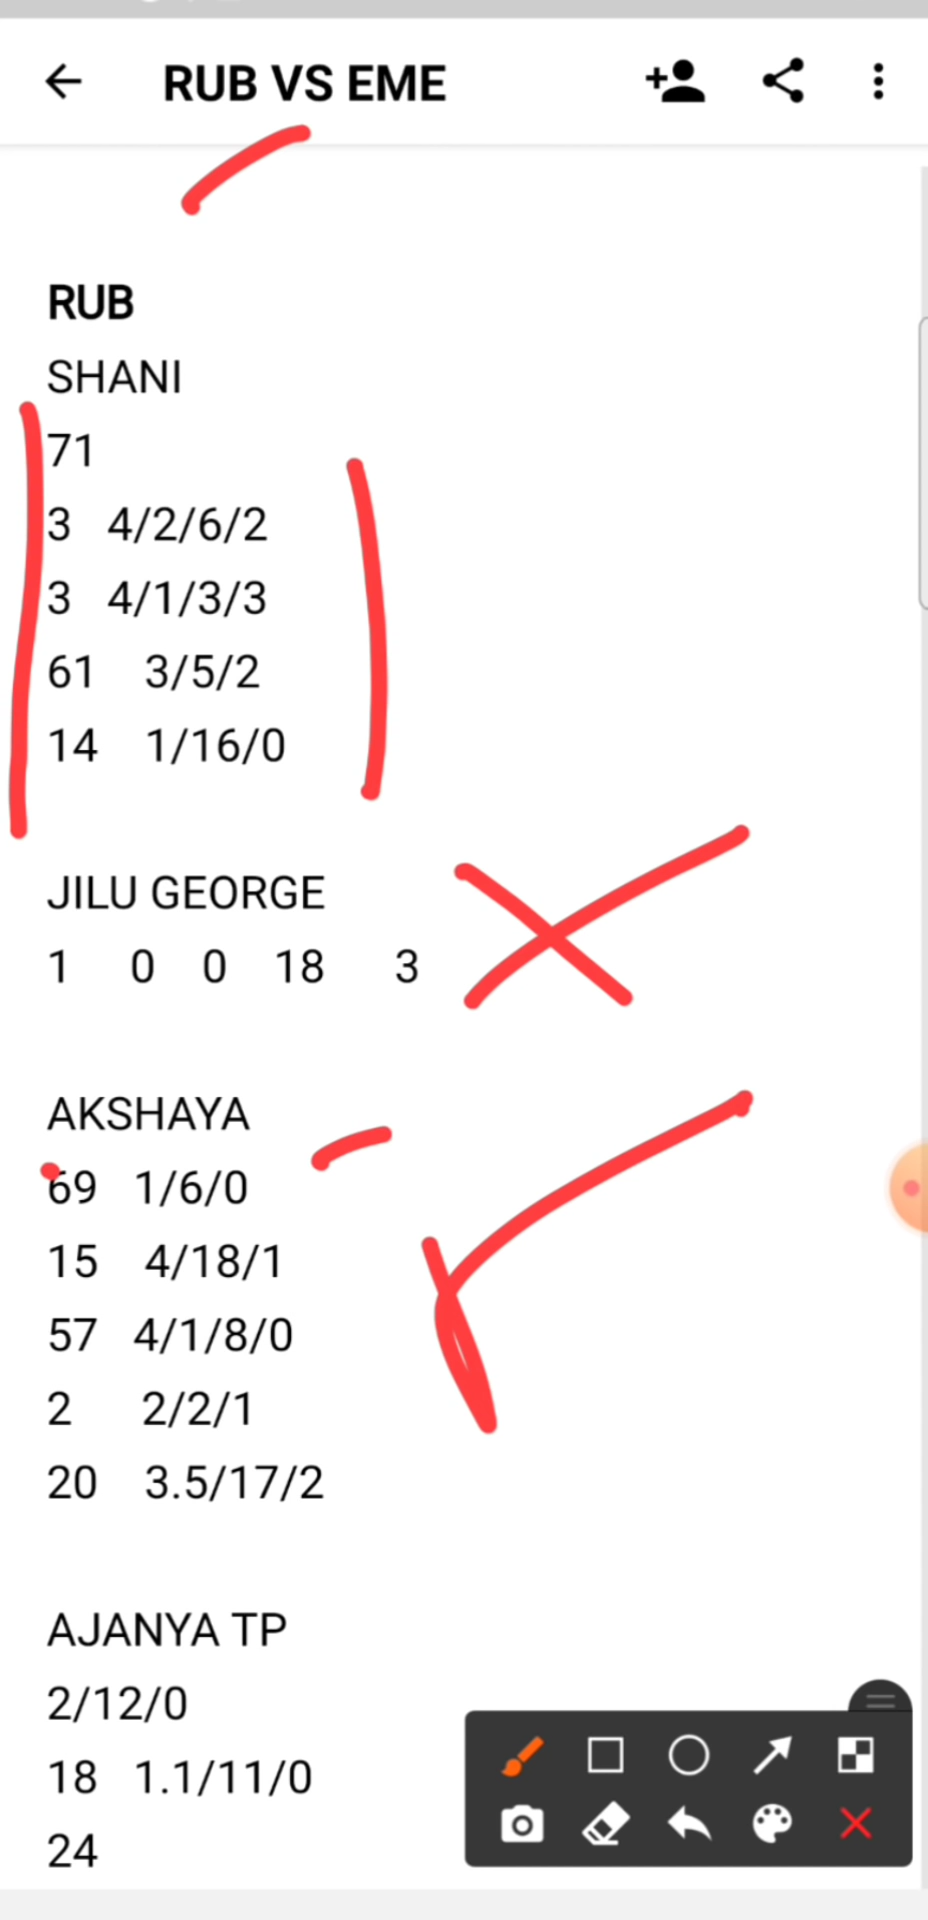 RUB VS EME
RUB
SHANI
71
3 4/2/6/2
3 4/1/3/3
61 3/5/2
14 1/16/0
JILU GEORGE
1 0 0 18 3
AKSHAYA
69 1/6/0
15 4/18/1
57 4/1/8/0
2 2/2/1
20 3.5/17/2
AJANYA TP
2/12/0
18 1.1/11/0
24